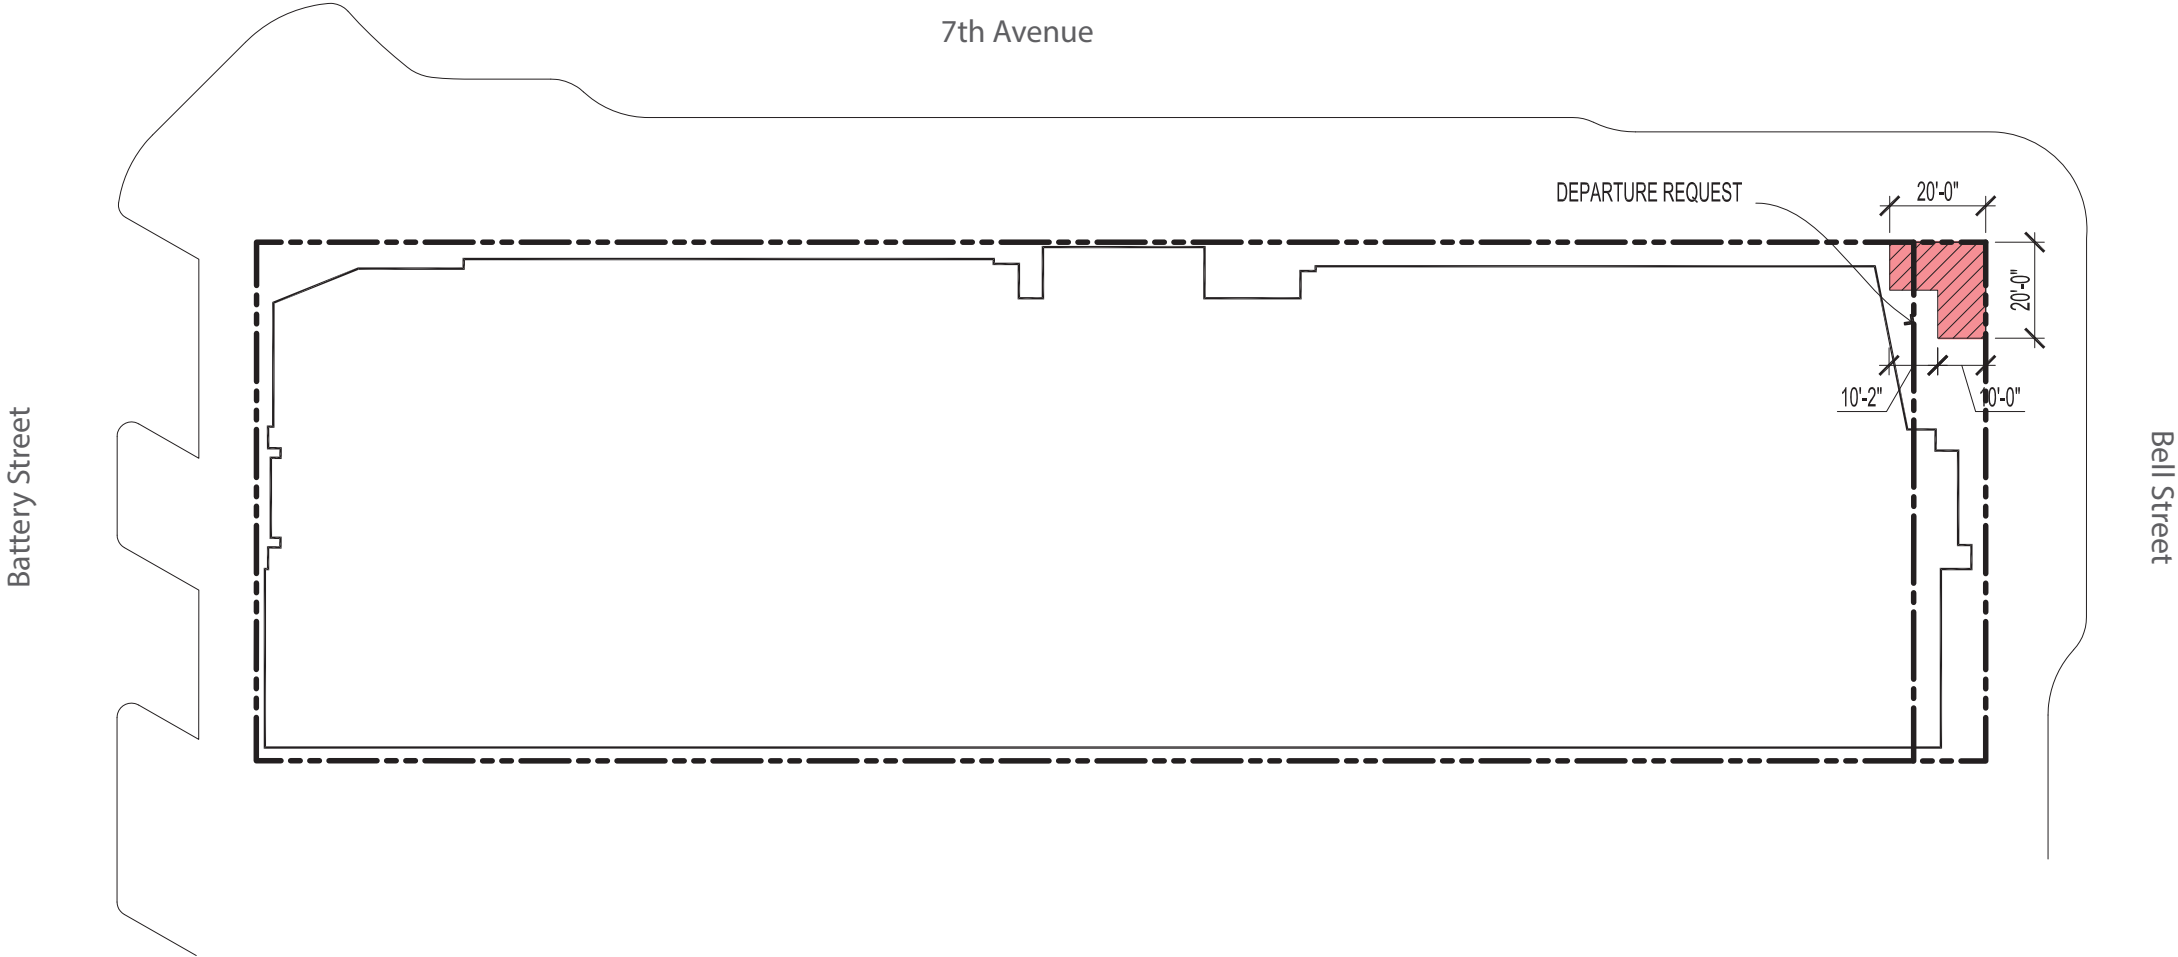 7th Avenue
DEPARTURE REQUEST
20'-0"
20'-0"
10'-2"
10'-0"
Battery Street
Bell Street